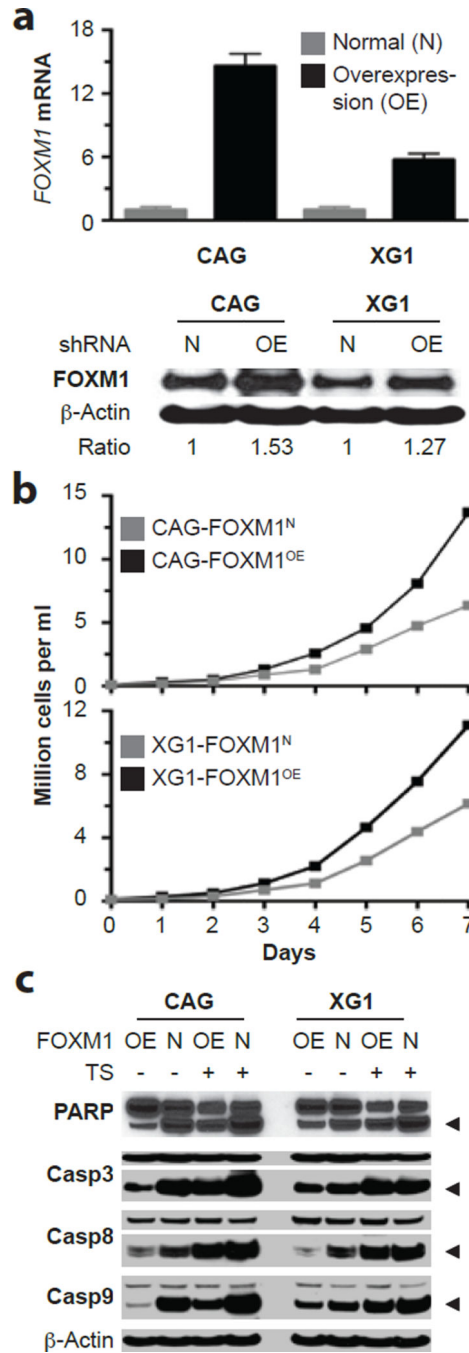 a
18
12
6
0
FOXM1 mRNA
Normal (N)
Overexpres-
sion (OE)
CAG XG1
CAG XG1
shRNA N OE N OE
FOXM1
β-Actin
Ratio 1 1.53 1 1.27
b
15
10
5
0
CAG-FOXM1ᴺ
CAG-FOXM1ᴼᴱ
Million cells per ml
12
8
4
0
XG1-FOXM1ᴺ
XG1-FOXM1ᴼᴱ
0 1 2 3 4 5 6 7
Days
c
CAG XG1
FOXM1 OE N OE N OE N OE N
TS - - + + - - + +
PARP
Casp3
Casp8
Casp9
β-Actin